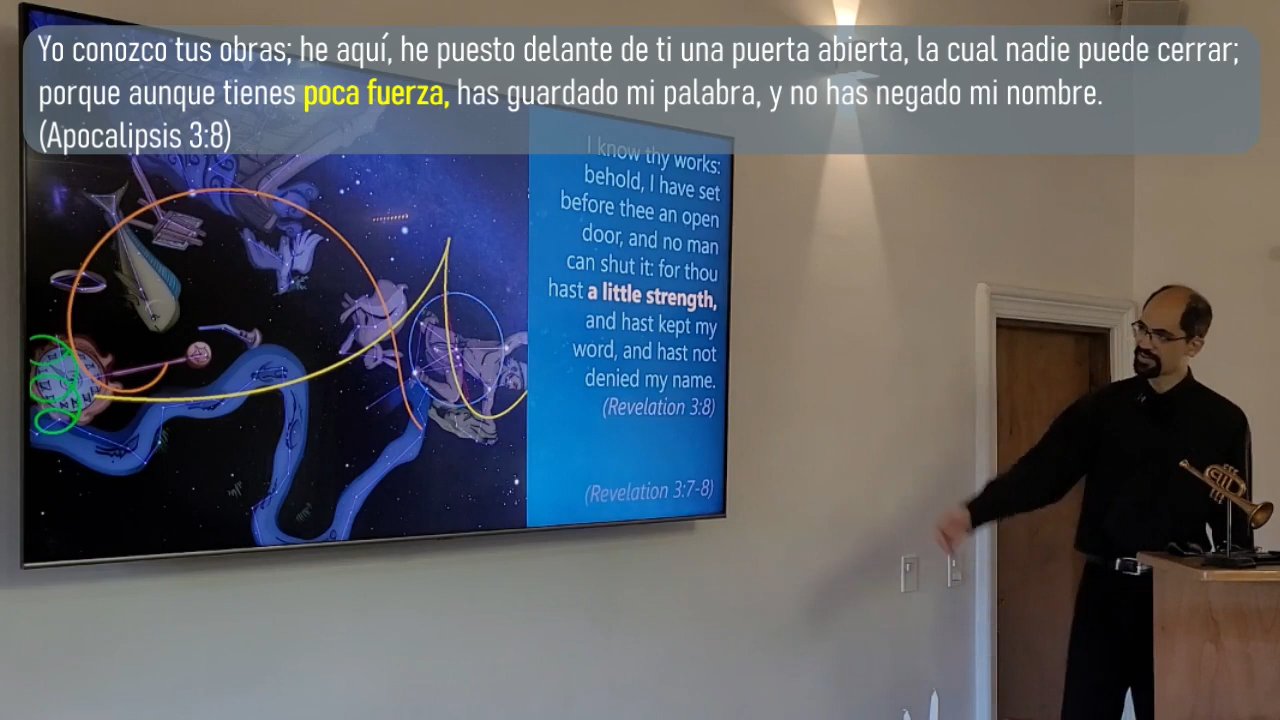 Yo conozco tus obras; he aquí, he puesto delante de ti una puerta abierta, la cual nadie puede cerrar;
porque aunque tienes poca fuerza, has guardado mi palabra, y no has negado mi nombre.
(Apocalipsis 3:8)
I know thy works:
behold, I have set
before thee an open
door, and no man
can shut it: for thou
hast a little strength,
and hast kept my
word, and hast not
denied my name.
(Revelation 3:8)
(Revelation 3:7-8)